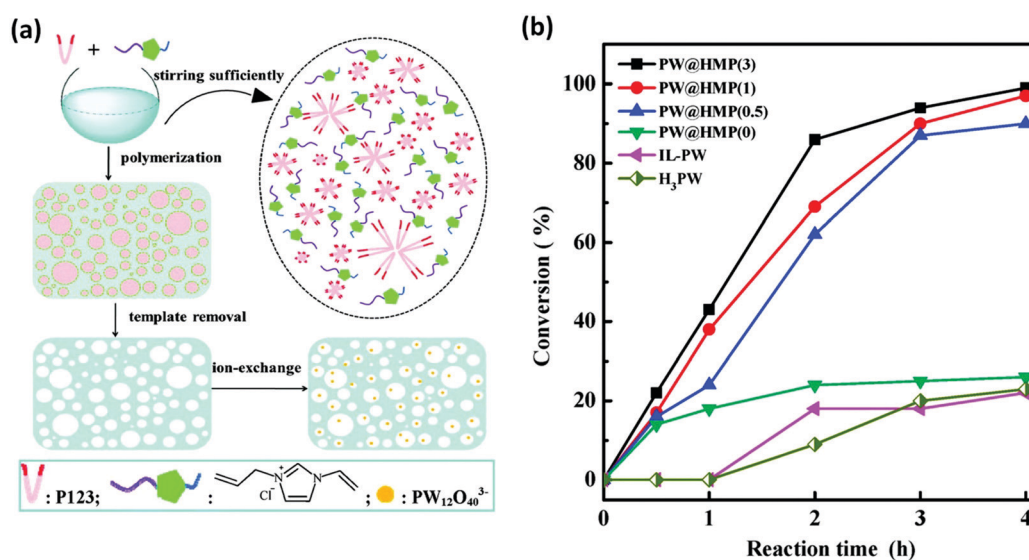 (a)
+
stirring sufficiently
polymerization
template removal
ion-exchange
: P123;
:
N
+
N
Cl⁻
;
: PW₁₂O₄₀³⁻
(b)
PW@HMP(3)
PW@HMP(1)
PW@HMP(0.5)
PW@HMP(0)
IL-PW
H₃PW
Conversion ( %)
100
80
60
40
20
0
0
1
2
3
4
Reaction time (h)